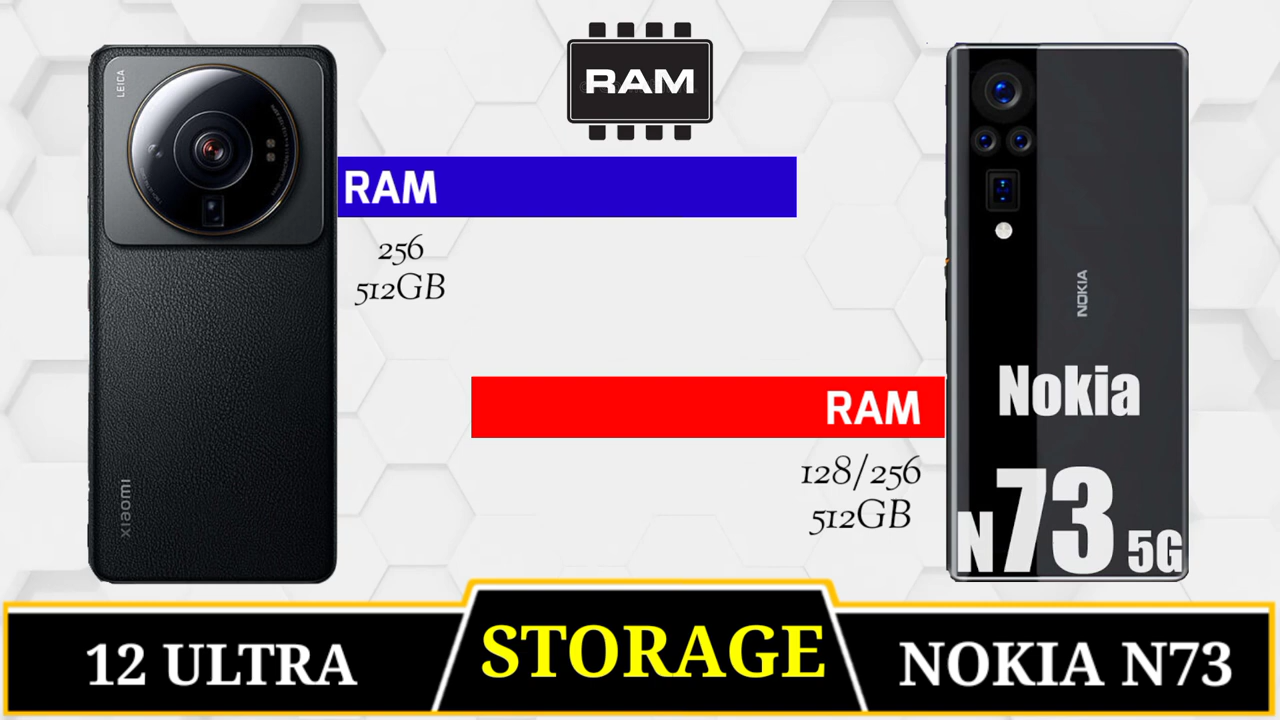 LEICA
xiaomi
RAM
RAM
256
512GB
RAM
128/256
512GB
NOKIA
Nokia
N73 5G
12 ULTRA
STORAGE
NOKIA N73